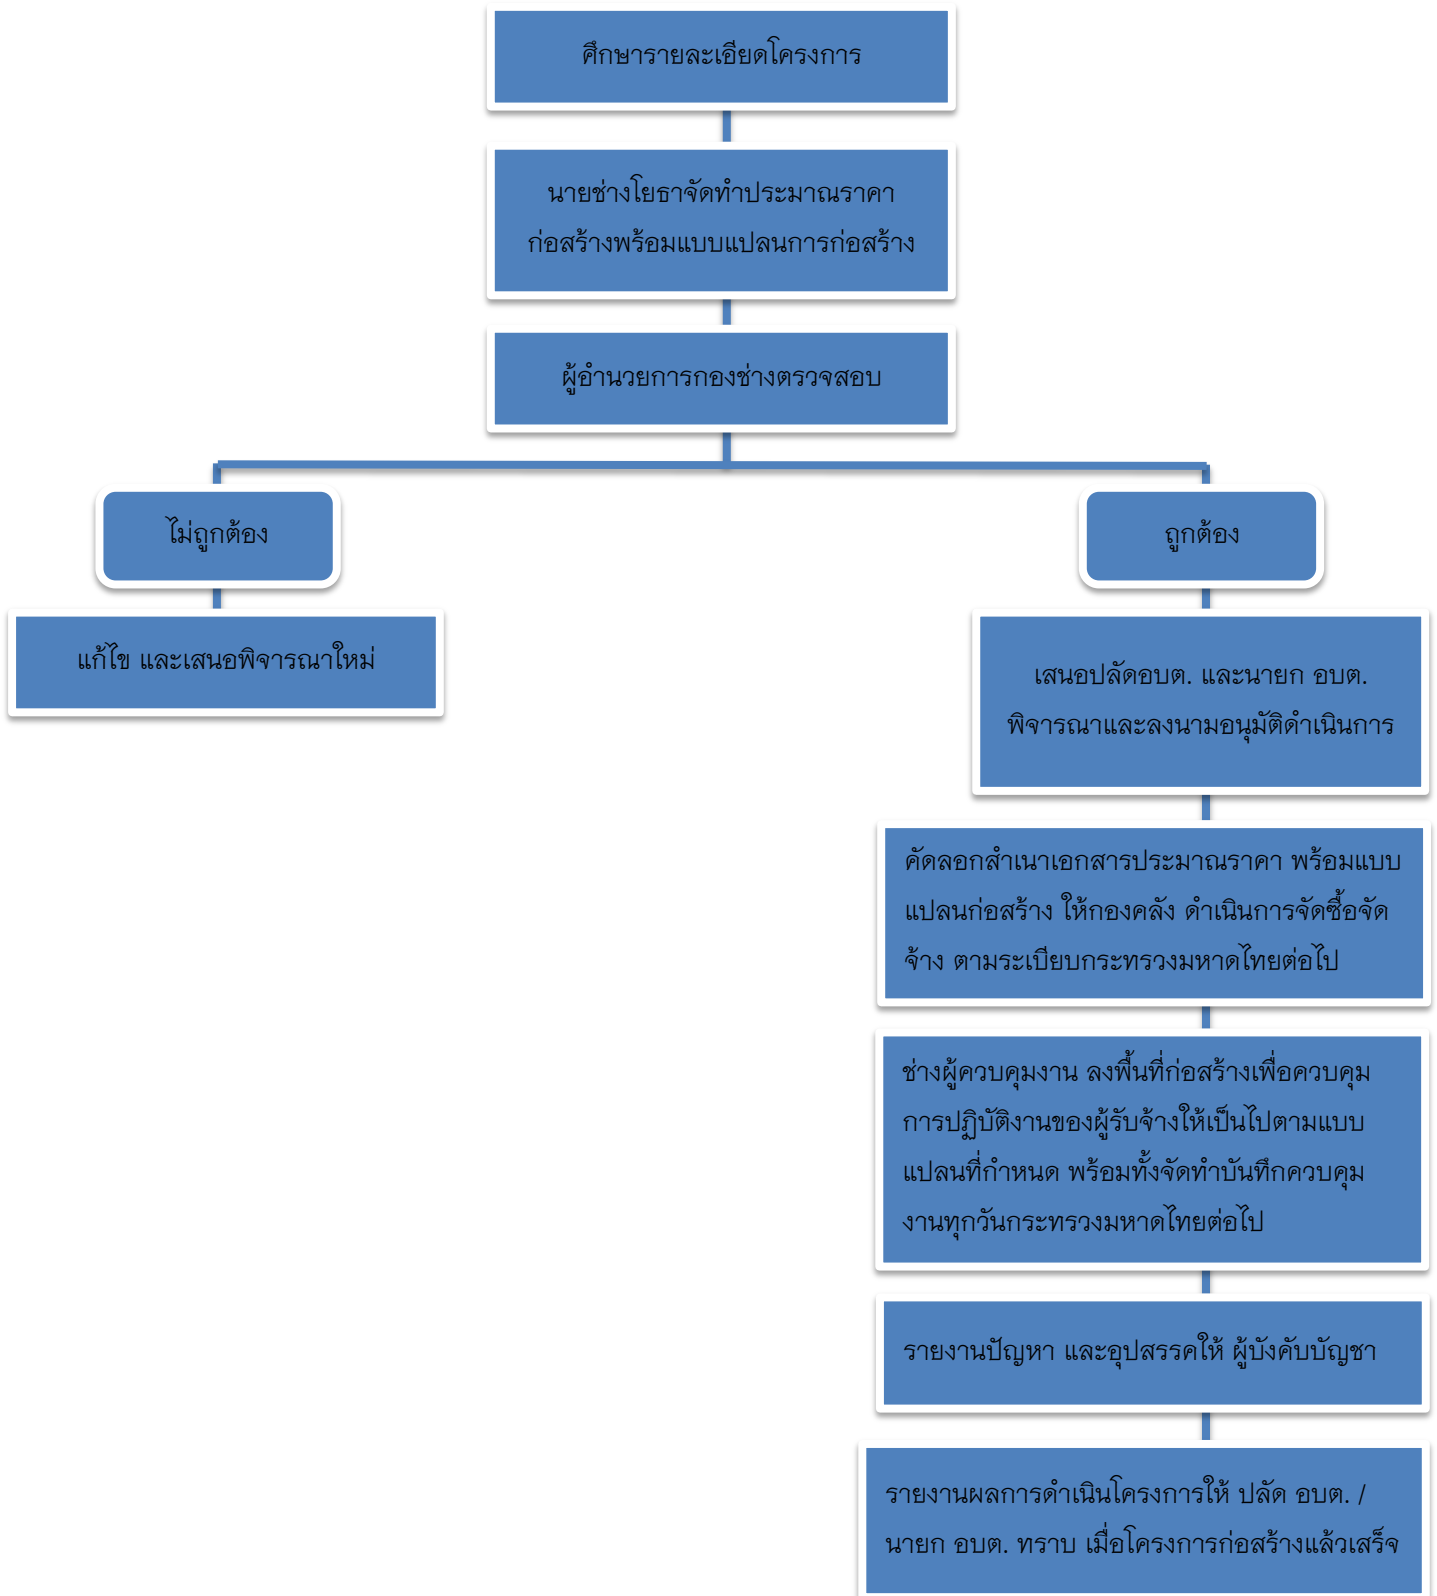 ศึกษารายละเอียดโครงการ
นายช่างโยธาจัดทำประมาณราคา
ก่อสร้างพร้อมแบบแปลนการก่อสร้าง
ผู้อำนวยการกองช่างตรวจสอบ
ไม่ถูกต้อง
ถูกต้อง
แก้ไข และเสนอพิจารณาใหม่
เสนอปลัดอบต. และนายก อบต.
พิจารณาและลงนามอนุมัติดำเนินการ
คัดลอกสำเนาเอกสารประมาณราคา พร้อมแบบ
แปลนก่อสร้าง ให้กองคลัง ดำเนินการจัดซื้อจัด
จ้าง ตามระเบียบกระทรวงมหาดไทยต่อไป
ช่างผู้ควบคุมงาน ลงพื้นที่ก่อสร้างเพื่อควบคุม
การปฏิบัติงานของผู้รับจ้างให้เป็นไปตามแบบ
แปลนที่กำหนด พร้อมทั้งจัดทำบันทึกควบคุม
งานทุกวันกระทรวงมหาดไทยต่อไป
รายงานปัญหา และอุปสรรคให้ ผู้บังคับบัญชา
รายงานผลการดำเนินโครงการให้ ปลัด อบต. /
นายก อบต. ทราบ เมื่อโครงการก่อสร้างแล้วเสร็จ